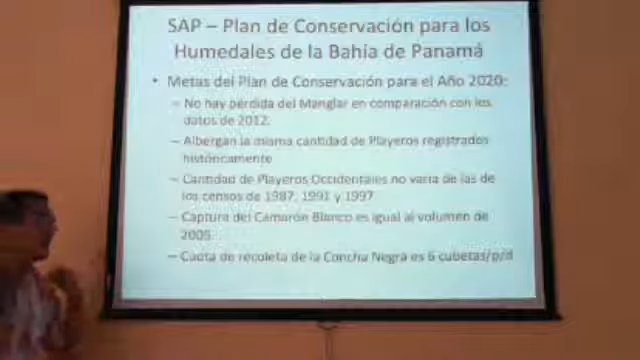 SAP – Plan de Conservación para los
Humedales de la Bahía de Panamá
• Metas del Plan de Conservación para el Año 2020:
– No hay pérdida del Manglar en comparación con los
datos de 2012.
– Albergan la misma cantidad de Playeros registrados
históricamente
– Cantidad de Playeros Occidentales no varia de las de
los censos de 1987, 1991 y 1997
– Captura del Camarón Blanco es igual al volumen de
2005.
– Cuota de recoleta de la Concha Negra es 6 cubetas/p/d